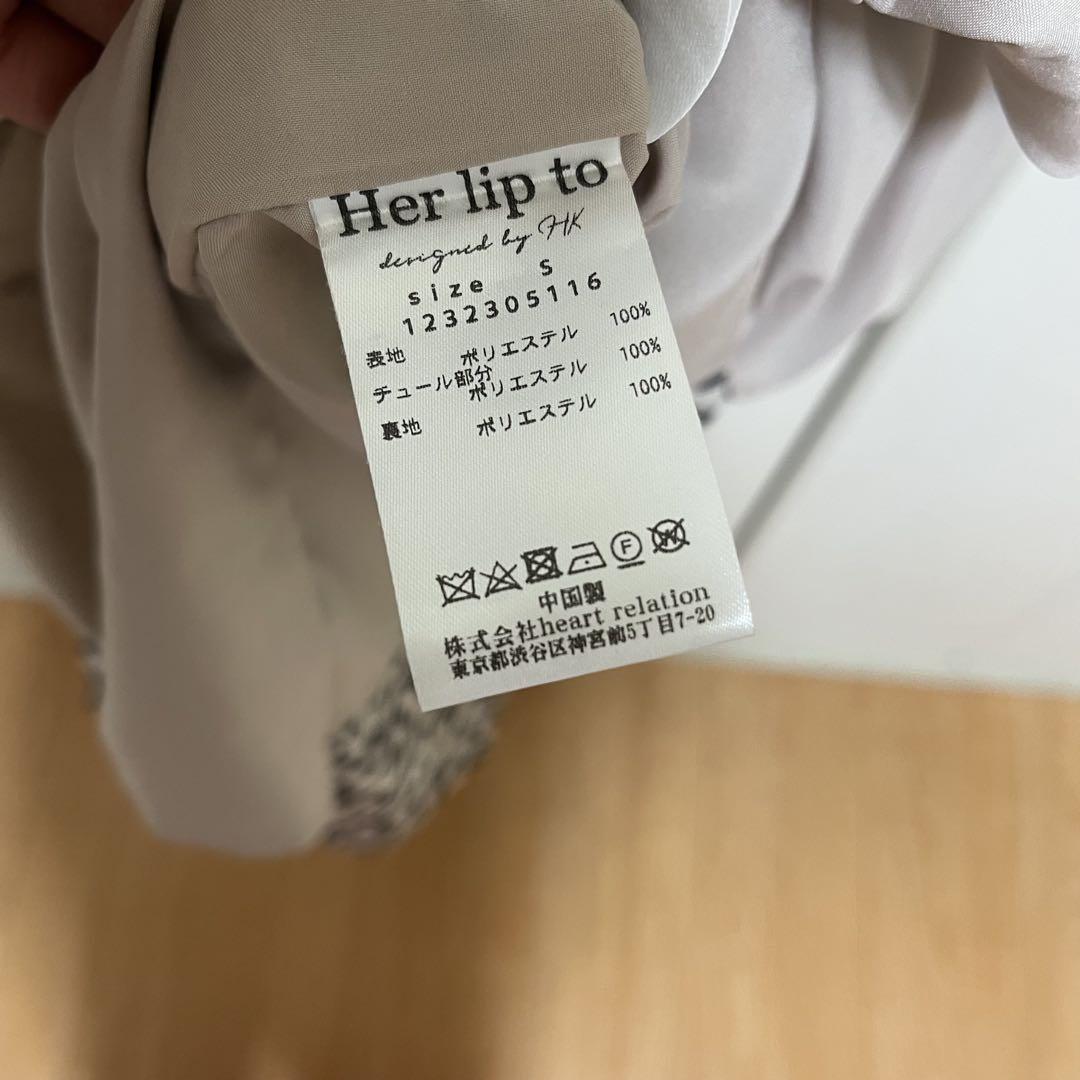 Her lip to
designed by HK
size S
1232305116
表地 ポリエステル 100%
チュール部分 ポリエステル 100%
裏地 ポリエステル 100%
F W
中国製
株式会社heart relation
東京都渋谷区神宮前5丁目7-20